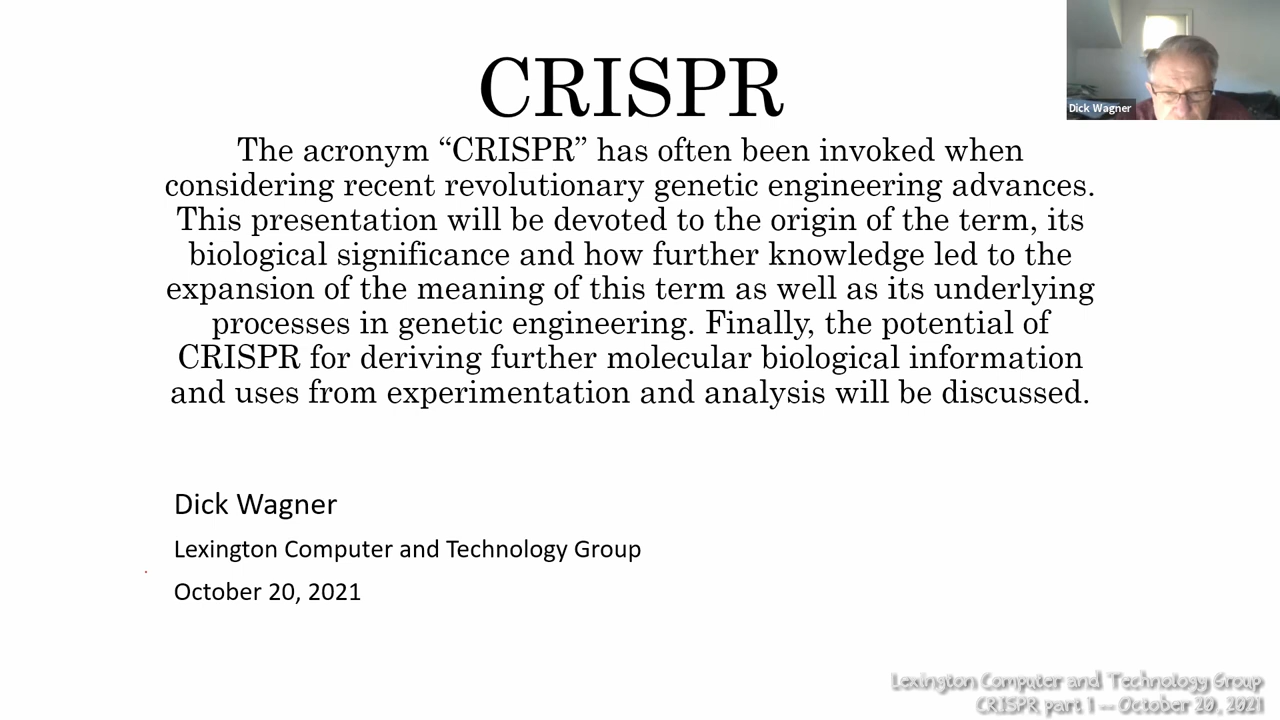 CRISPR
The acronym “CRISPR” has often been invoked when
considering recent revolutionary genetic engineering advances.
This presentation will be devoted to the origin of the term, its
biological significance and how further knowledge led to the
expansion of the meaning of this term as well as its underlying
processes in genetic engineering. Finally, the potential of
CRISPR for deriving further molecular biological information
and uses from experimentation and analysis will be discussed.
Dick Wagner
Dick Wagner
Lexington Computer and Technology Group
October 20, 2021
Lexington Computer and Technology Group
CRISPR part 1 -- October 20, 2021